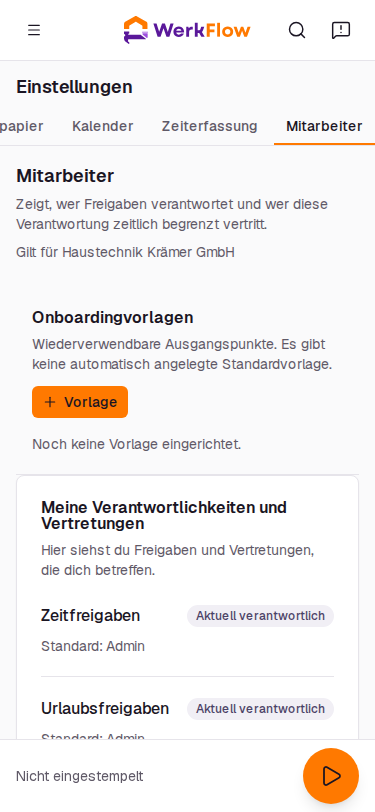 WerkFlow
Einstellungen
papier Kalender Zeiterfassung Mitarbeiter
Mitarbeiter
Zeigt, wer Freigaben verantwortet und wer diese
Verantwortung zeitlich begrenzt vertritt.
Gilt für Haustechnik Krämer GmbH
Onboardingvorlagen
Wiederverwendbare Ausgangspunkte. Es gibt
keine automatisch angelegte Standardvorlage.
+ Vorlage
Noch keine Vorlage eingerichtet.
Meine Verantwortlichkeiten und
Vertretungen
Hier siehst du Freigaben und Vertretungen,
die dich betreffen.
Zeitfreigaben Aktuell verantwortlich
Standard: Admin
Urlaubsfreigaben Aktuell verantwortlich
Standard: Admin
Nicht eingestempelt